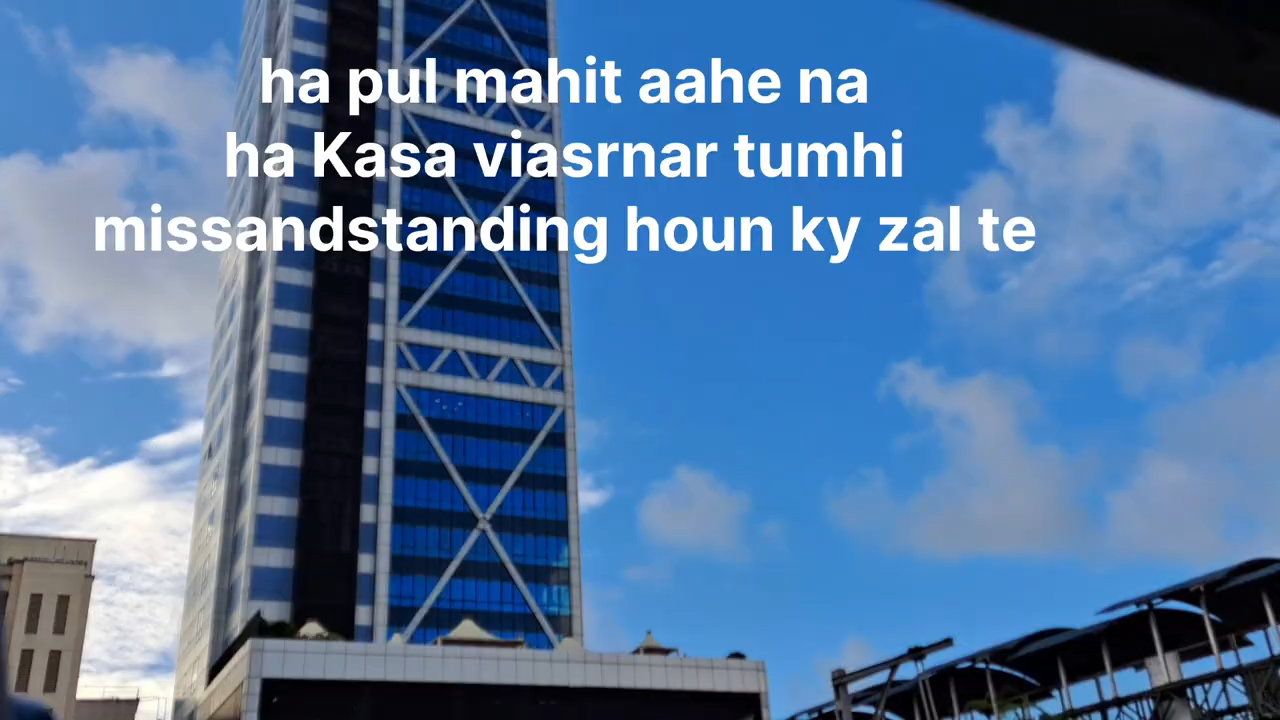 ha pul mahit aahe na
ha Kasa viasrnar tumhi
missandstanding houn ky zal te